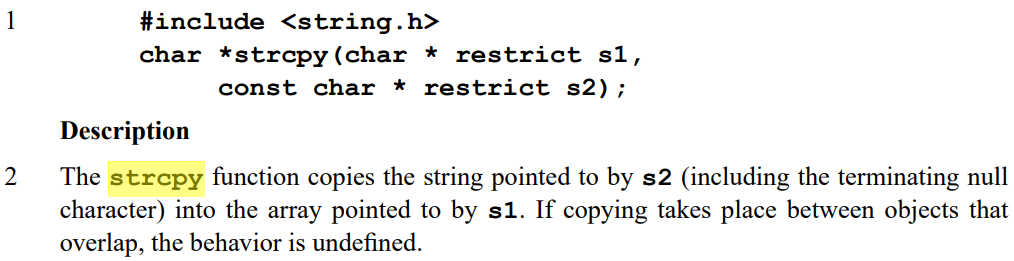 1 #include <string.h>
char *strcpy(char * restrict s1,
const char * restrict s2);
Description
2 The strcpy function copies the string pointed to by s2 (including the terminating null
character) into the array pointed to by s1. If copying takes place between objects that
overlap, the behavior is undefined.